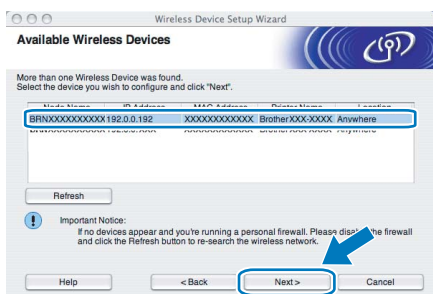 Wireless Device Setup Wizard
Available Wireless Devices
More than one Wireless Device was found.
Select the device you wish to configure and click "Next".
Node Name IP Address MAC Address Printer Name Location
BRNXXXXXXXXXX 192.0.0.192 XXXXXXXXXXXX Brother XXX-XXXX Anywhere
Refresh
Important Notice:
If no devices appear and you're running a personal firewall. Please the firewall
and click the Refresh button to re-search the wireless network.
Help < Back Next > Cancel